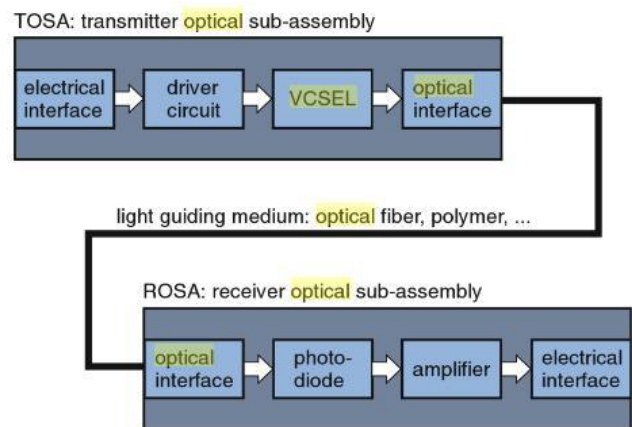 TOSA: transmitter optical sub-assembly
electrical interface
driver circuit
VCSEL
optical interface
light guiding medium: optical fiber, polymer, ...
ROSA: receiver optical sub-assembly
optical interface
photo-
diode
amplifier
electrical interface